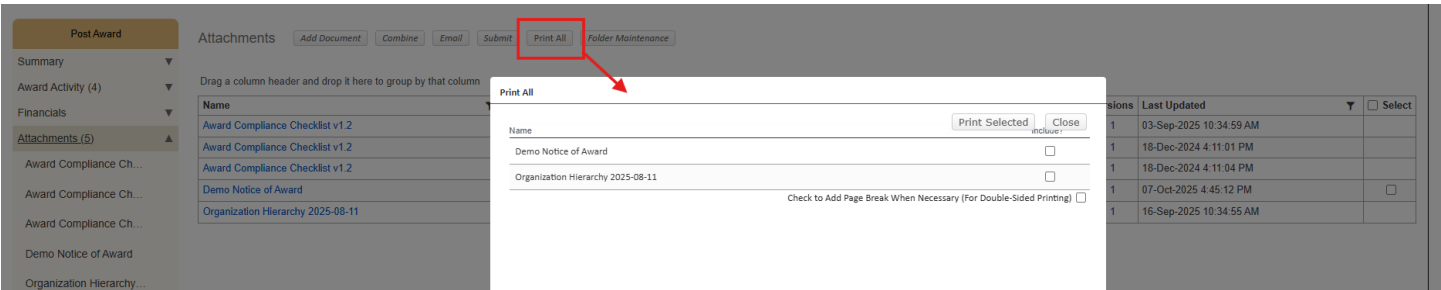 Post Award
Attachments Add Document Combine Email Submit Print All Folder Maintenance
Summary
Award Activity (4)
Financials
Attachments (5)
Award Compliance Ch...
Award Compliance Ch...
Award Compliance Ch...
Demo Notice of Award
Organization Hierarchy...
Drag a column header and drop it here to group by that column
Name
Award Compliance Checklist v1.2
Award Compliance Checklist v1.2
Award Compliance Checklist v1.2
Demo Notice of Award
Organization Hierarchy 2025-08-11
Print All
Print Selected Close
Name Include?
Demo Notice of Award
Organization Hierarchy 2025-08-11
Check to Add Page Break When Necessary (For Double-Sided Printing)
rsions Last Updated Select
1 03-Sep-2025 10:34:59 AM
1 18-Dec-2024 4:11:01 PM
1 18-Dec-2024 4:11:04 PM
1 07-Oct-2025 4:45:12 PM
1 16-Sep-2025 10:34:55 AM